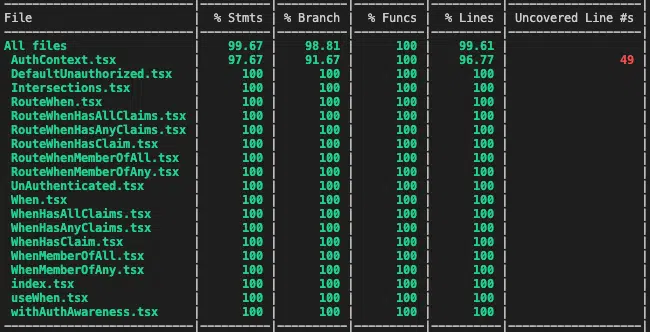 File | % Stmts | % Branch | % Funcs | % Lines | Uncovered Line #s |
All files | 99.67 | 98.81 | 100 | 99.61 | |
AuthContext.tsx | 97.67 | 91.67 | 100 | 96.77 | 49 |
DefaultUnauthorized.tsx | 100 | 100 | 100 | 100 | |
Intersections.tsx | 100 | 100 | 100 | 100 | |
RouteWhen.tsx | 100 | 100 | 100 | 100 | |
RouteWhenHasAllClaims.tsx | 100 | 100 | 100 | 100 | |
RouteWhenHasAnyClaims.tsx | 100 | 100 | 100 | 100 | |
RouteWhenHasClaim.tsx | 100 | 100 | 100 | 100 | |
RouteWhenMemberOfAll.tsx | 100 | 100 | 100 | 100 | |
RouteWhenMemberOfAny.tsx | 100 | 100 | 100 | 100 | |
UnAuthenticated.tsx | 100 | 100 | 100 | 100 | |
When.tsx | 100 | 100 | 100 | 100 | |
WhenHasAllClaims.tsx | 100 | 100 | 100 | 100 | |
WhenHasAnyClaims.tsx | 100 | 100 | 100 | 100 | |
WhenHasClaim.tsx | 100 | 100 | 100 | 100 | |
WhenMemberOfAll.tsx | 100 | 100 | 100 | 100 | |
WhenMemberOfAny.tsx | 100 | 100 | 100 | 100 | |
index.tsx | 100 | 100 | 100 | 100 | |
useWhen.tsx | 100 | 100 | 100 | 100 | |
withAuthAwareness.tsx | 100 | 100 | 100 | 100 | |